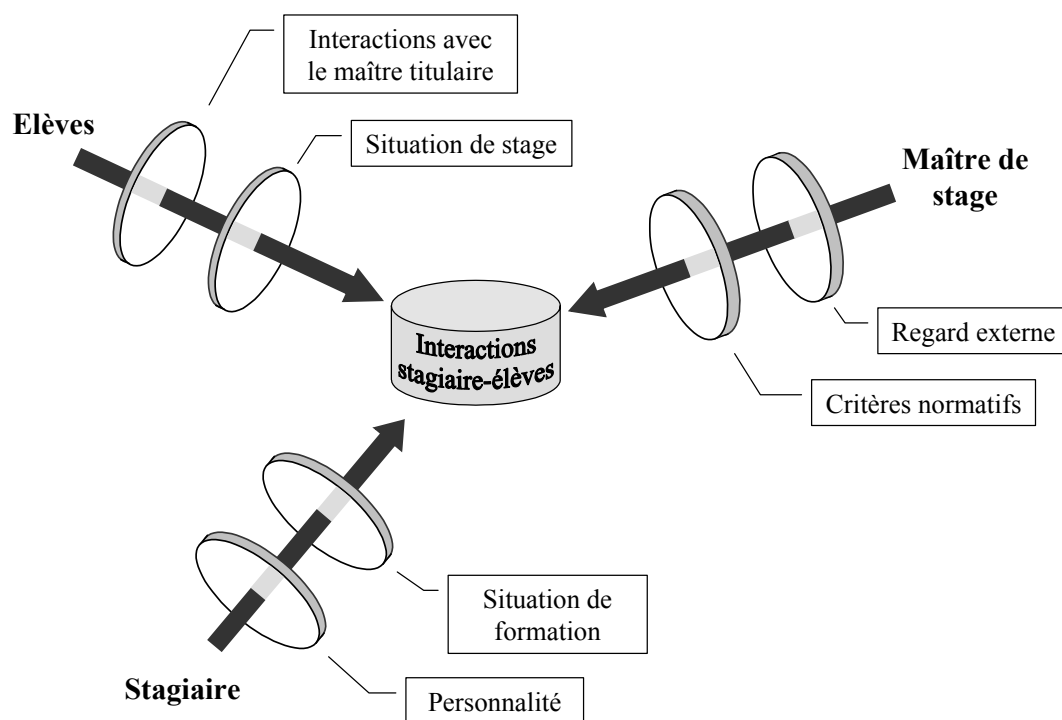 Interactions avec
le maître titulaire
Elèves
Situation de stage
Maître de
stage
Interactions
stagiaire-élèves
Regard externe
Critères normatifs
Situation de
formation
Stagiaire
Personnalité